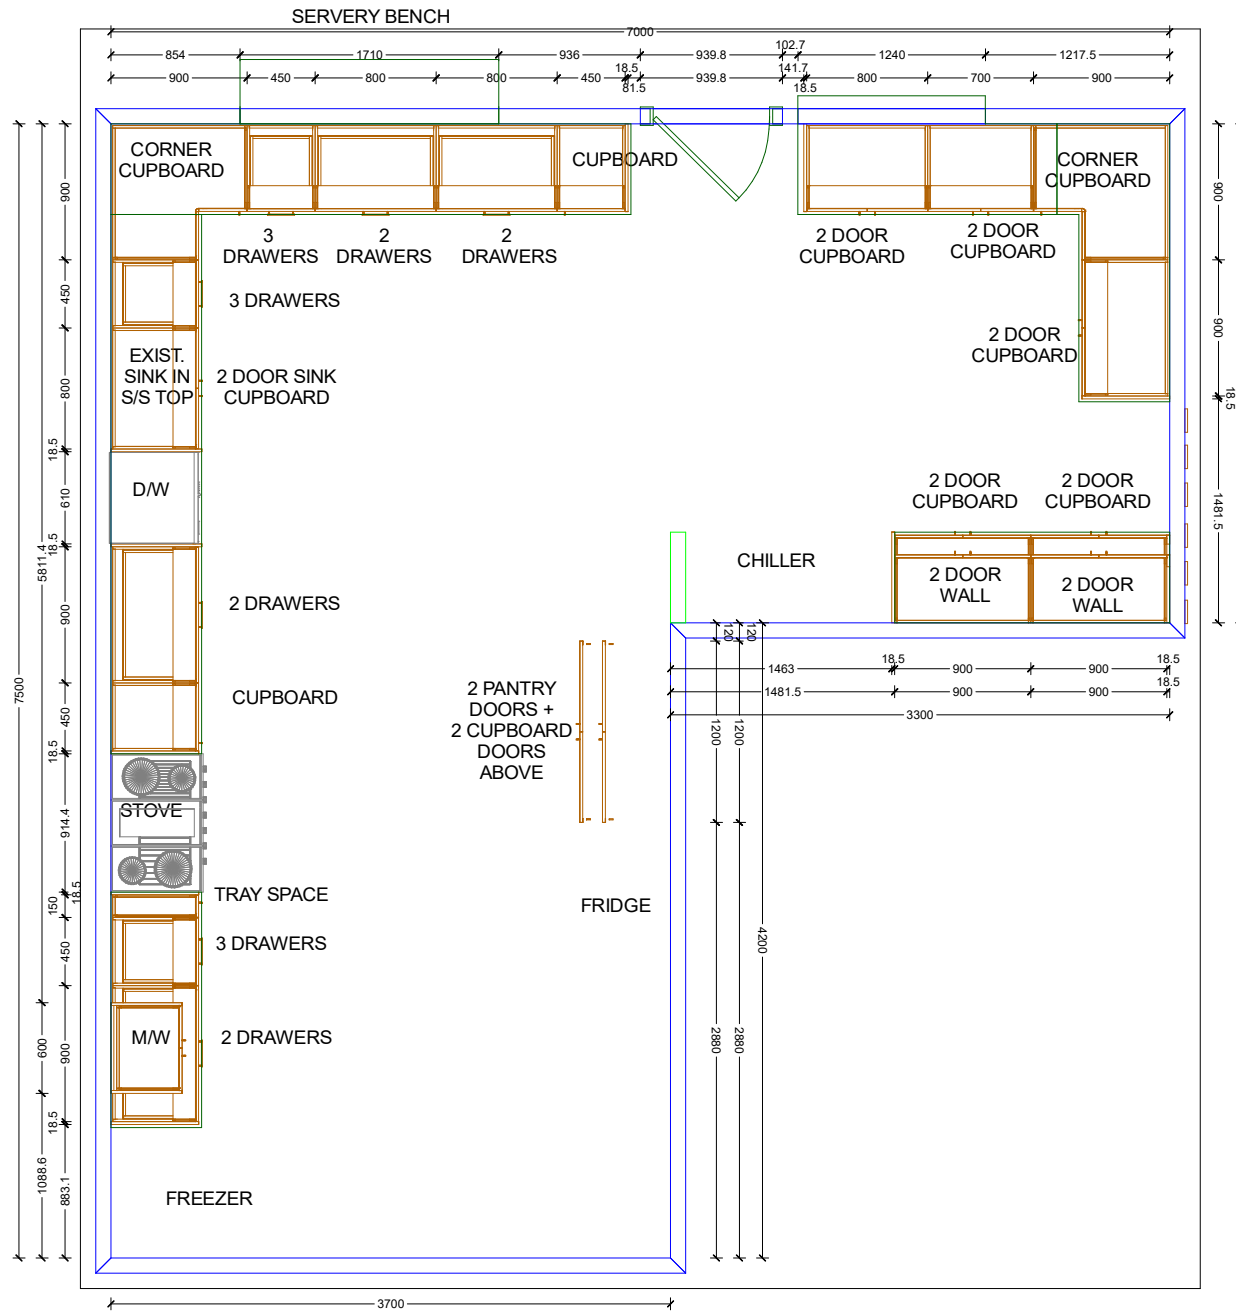 SERVERY BENCH
7000
854
1710
936
939.8
102.7
1240
1217.5
900
450
800
800
450
18.5
81.5
939.8
141.7
18.5
800
700
900
CORNER
CUPBOARD
CUPBOARD
CORNER
CUPBOARD
900
900
3
DRAWERS
2
DRAWERS
2
DRAWERS
2 DOOR
CUPBOARD
2 DOOR
CUPBOARD
450
3 DRAWERS
900
2 DOOR
CUPBOARD
EXIST.
SINK IN
S/S TOP
2 DOOR SINK
CUPBOARD
800
18.5
18.5
D/W
610
18.5
2 DOOR
CUPBOARD
2 DOOR
CUPBOARD
1481.5
5811.4
CHILLER
2 DOOR
WALL
2 DOOR
WALL
900
2 DRAWERS
120
120
7500
450
CUPBOARD
2 PANTRY
DOORS +
2 CUPBOARD
DOORS
ABOVE
1463
18.5
900
900
18.5
1481.5
900
900
18.5
3300
1200
1200
18.5
STOVE
914.4
18.5
150
TRAY SPACE
FRIDGE
450
3 DRAWERS
4200
M/W
2 DRAWERS
600
900
2880
2880
18.5
1088.6
883.1
FREEZER
3700